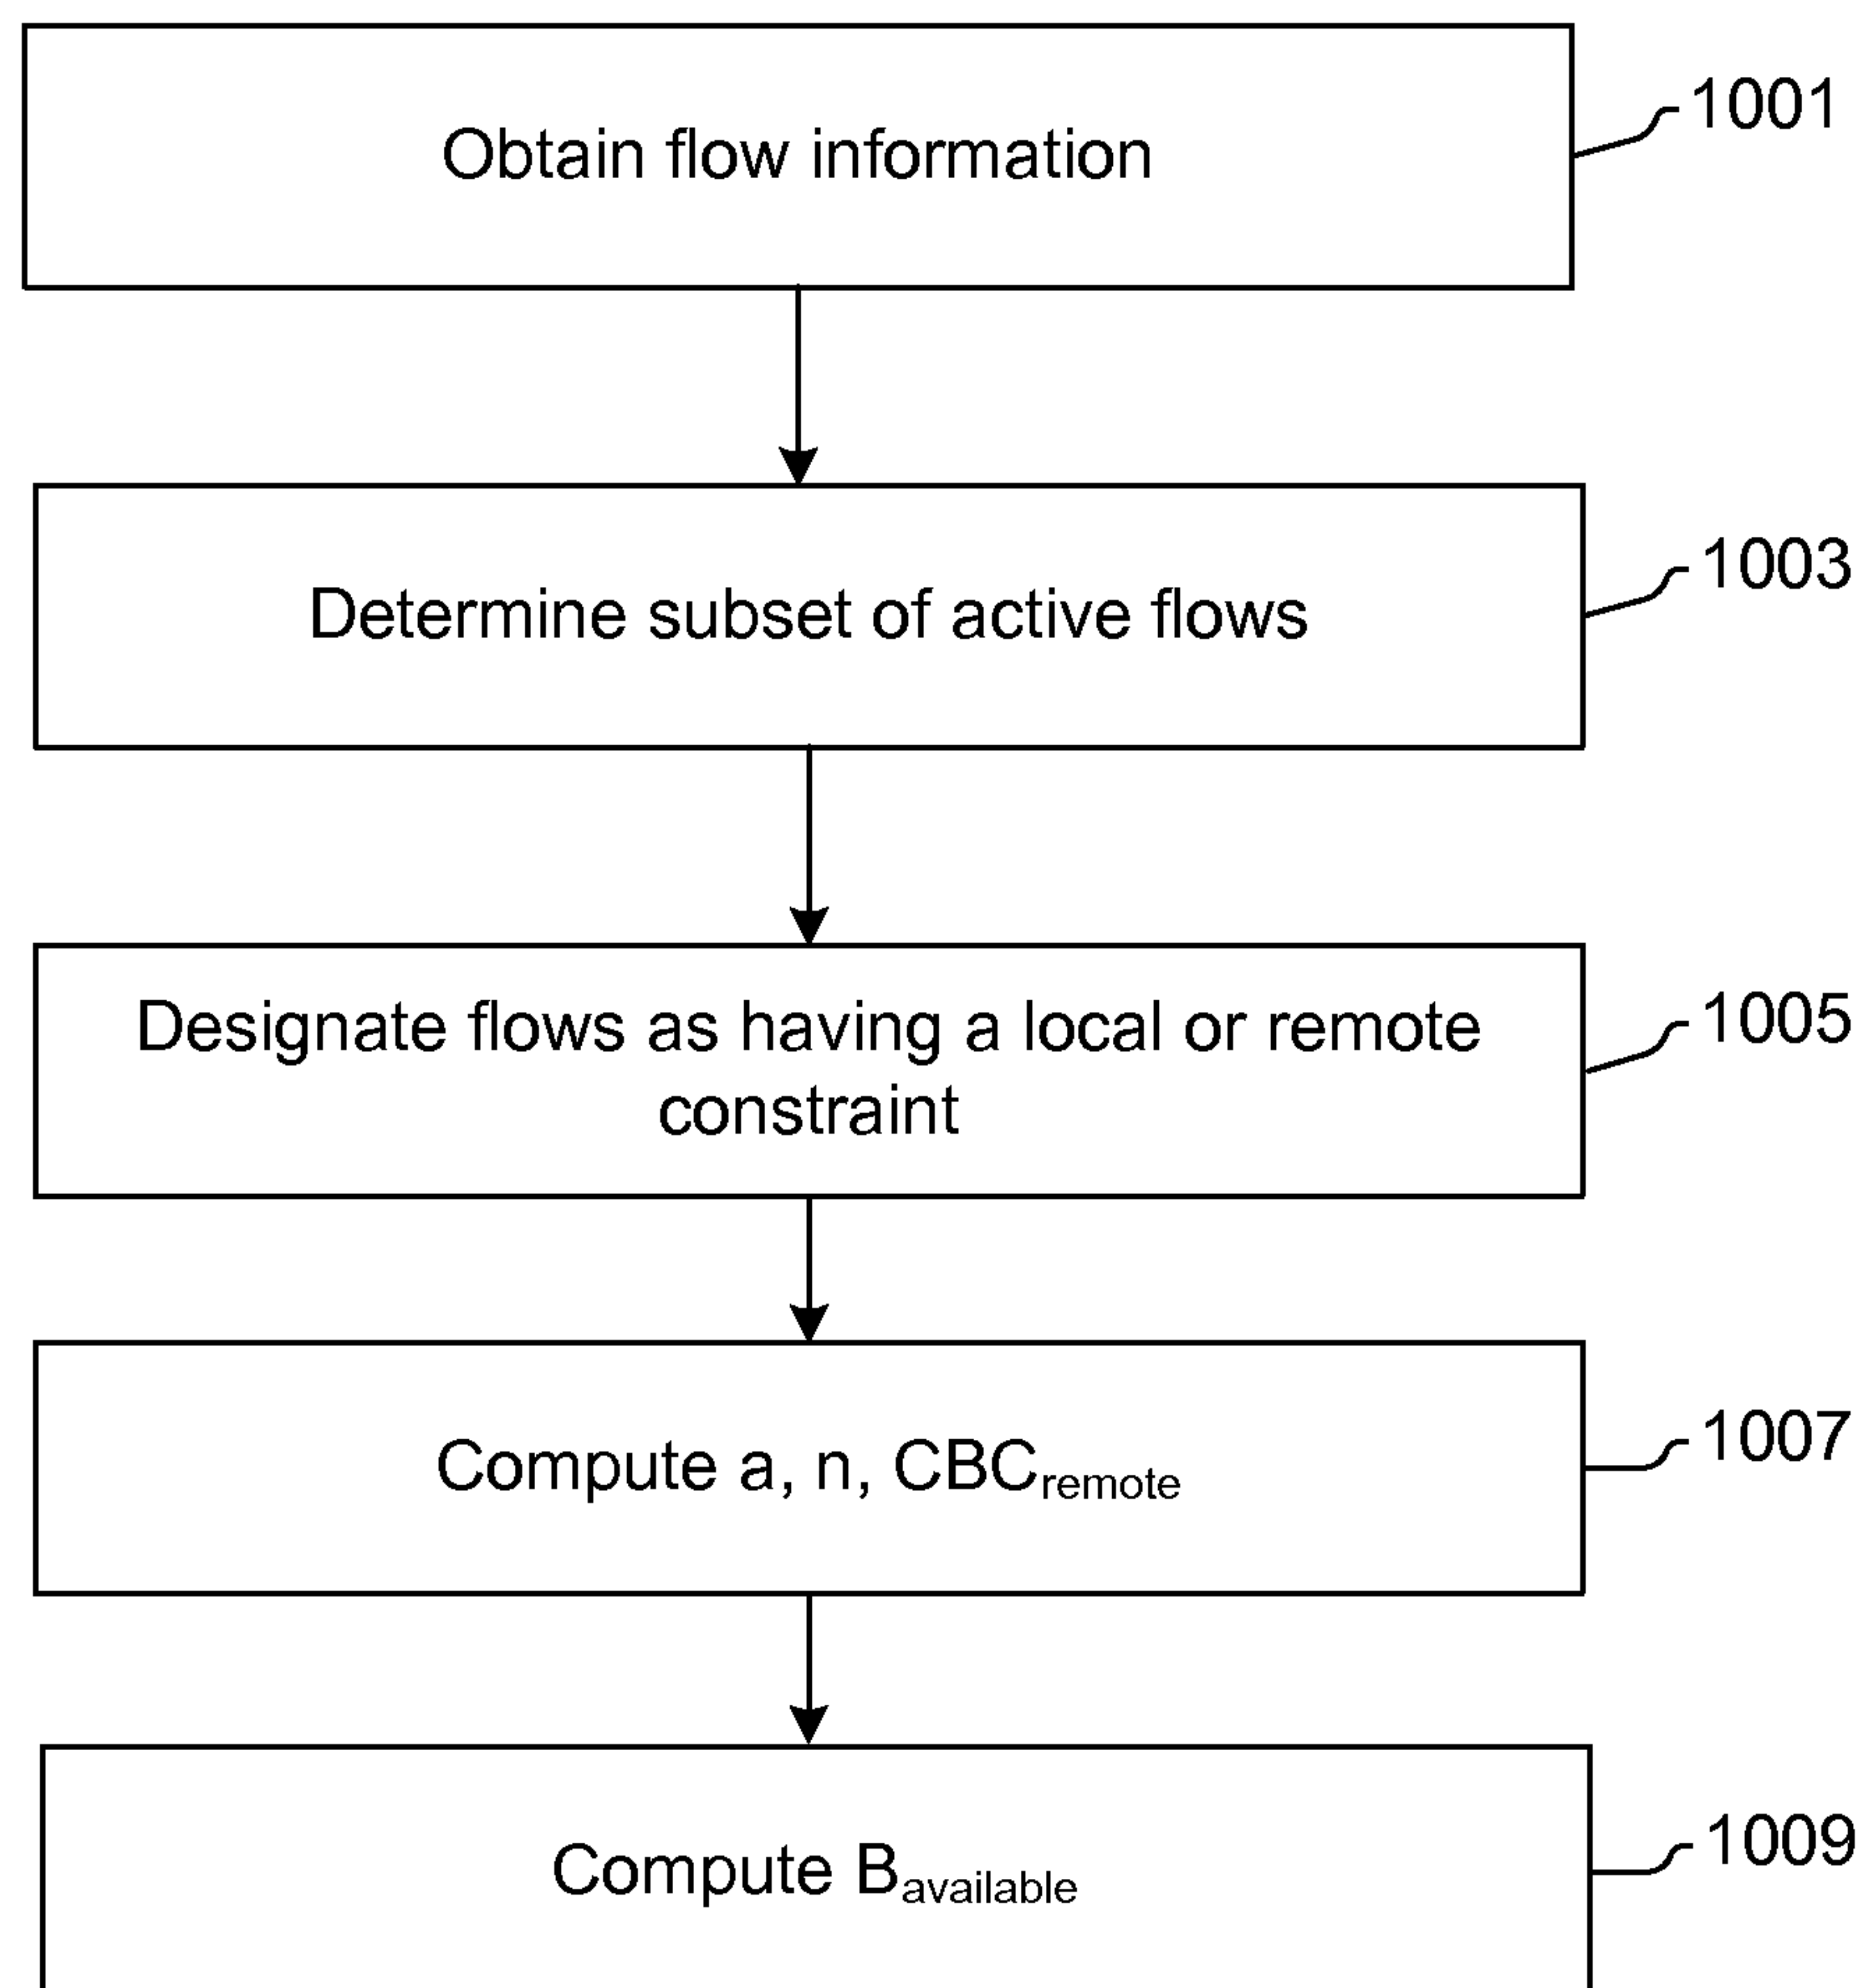 Obtain flow information
1001
Determine subset of active flows
1003
Designate flows as having a local or remote
constraint
1005
Compute a, n, CBCremote
1007
Compute Bavailable
1009